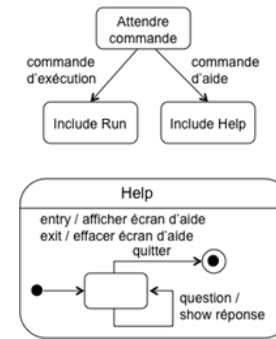 Attendre
commande
commande
d'exécution
commande
d'aide
Include Run
Include Help
Help
entry / afficher écran d'aide
exit / effacer écran d'aide
quitter
question /
show réponse